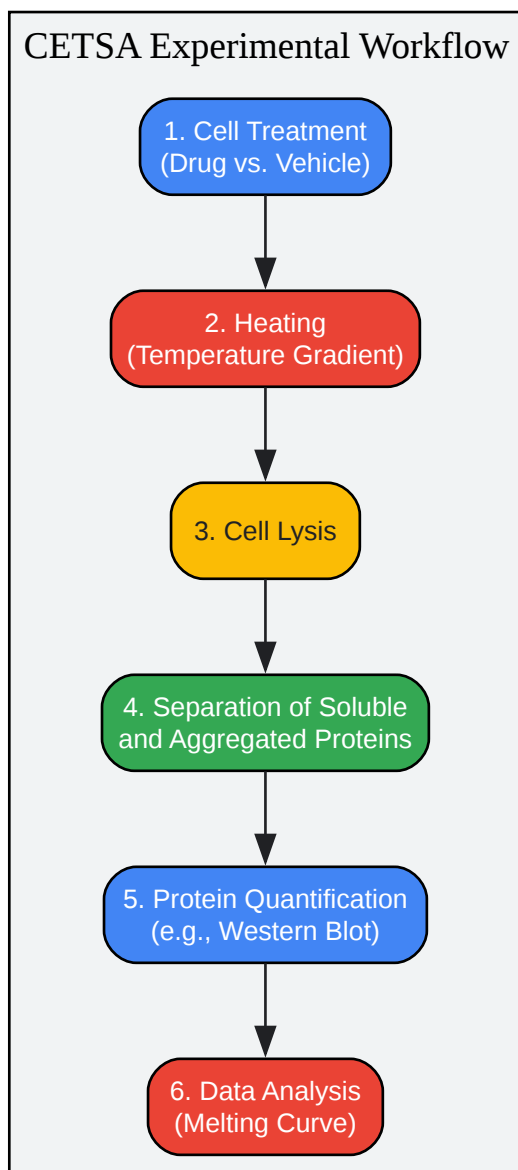 CETSA Experimental Workflow
1. Cell Treatment
(Drug vs. Vehicle)
2. Heating
(Temperature Gradient)
3. Cell Lysis
4. Separation of Soluble
and Aggregated Proteins
5. Protein Quantification
(e.g., Western Blot)
6. Data Analysis
(Melting Curve)